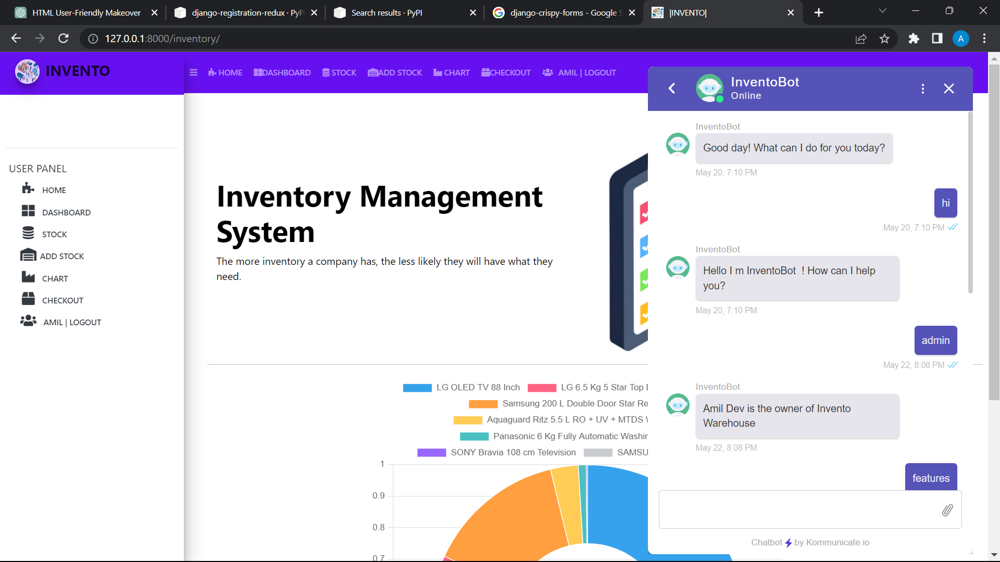 HTML User-Friendly Makeover
django-registration-redux · PyP
Search results · PyPI
django-crispy-forms - Google S
|INVENTO|
127.0.0.1:8000/inventory/
A
INVENTO
HOME
DASHBOARD
STOCK
ADD STOCK
CHART
CHECKOUT
AMIL | LOGOUT
USER PANEL
HOME
DASHBOARD
STOCK
ADD STOCK
CHART
CHECKOUT
AMIL | LOGOUT
Inventory Management
System
The more inventory a company has, the less likely they will have what they
need.
LG OLED TV 88 Inch
LG 6.5 Kg 5 Star Top
Samsung 200 L Double Door Star Re
Aquaguard Ritz 5.5 L RO + UV + MTDS
Panasonic 6 Kg Fully Automatic Washin
SONY Bravia 108 cm Television
SAMSU
1
0.9
0.8
0.7
InventoBot
Online
InventoBot
Good day! What can I do for you today?
May 20, 7:10 PM
hi
May 20, 7:10 PM
InventoBot
Hello I m InventoBot  ! How can I help
you?
May 20, 7:10 PM
admin
May 22, 8:08 PM
InventoBot
Amil Dev is the owner of Invento
Warehouse
May 22, 8:08 PM
features
Chatbot by Kommunicate.io